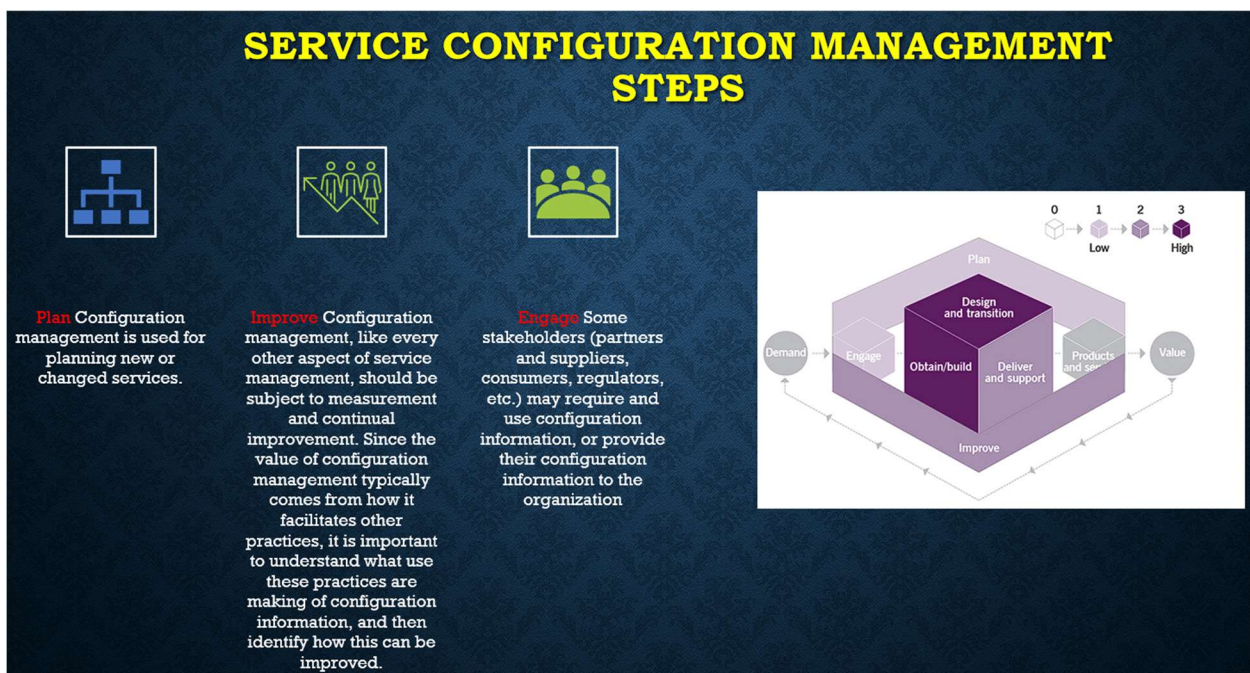 SERVICE CONFIGURATION MANAGEMENT
STEPS
Plan Configuration
management is used for
planning new or
changed services.
Improve Configuration
management, like every
other aspect of service
management, should be
subject to measurement
and continual
improvement. Since the
value of configuration
management typically
comes from how it
facilitates other
practices, it is important
to understand what use
these practices are
making of configuration
information, and then
identify how this can be
improved.
Engage Some
stakeholders (partners
and suppliers,
consumers, regulators,
etc.) may require and
use configuration
information, or provide
their configuration
information to the
organization
0 1 2 3
Low High
Plan
Design
and transition
Demand
Engage
Obtain/build
Deliver
and support
Products
and
Value
Improve